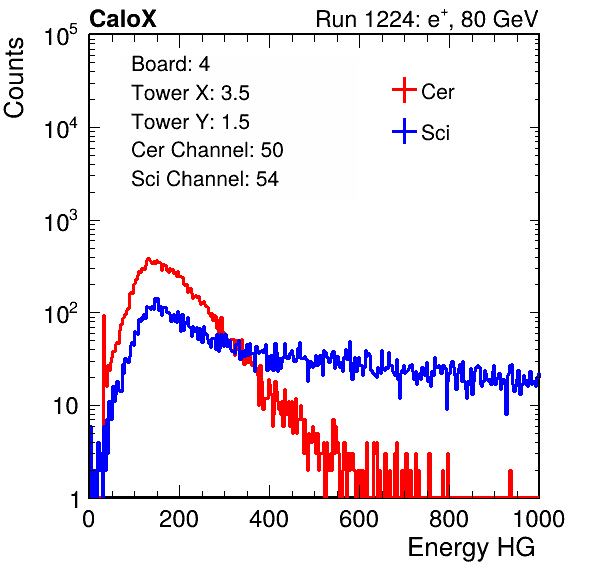 CaloX Run 1224: e⁺, 80 GeV
Counts
Board: 4
Tower X: 3.5
Tower Y: 1.5
Cer Channel: 50
Sci Channel: 54
Cer
Sci
10⁵
10⁴
10³
10²
10
1
0 200 400 600 800 1000
Energy HG